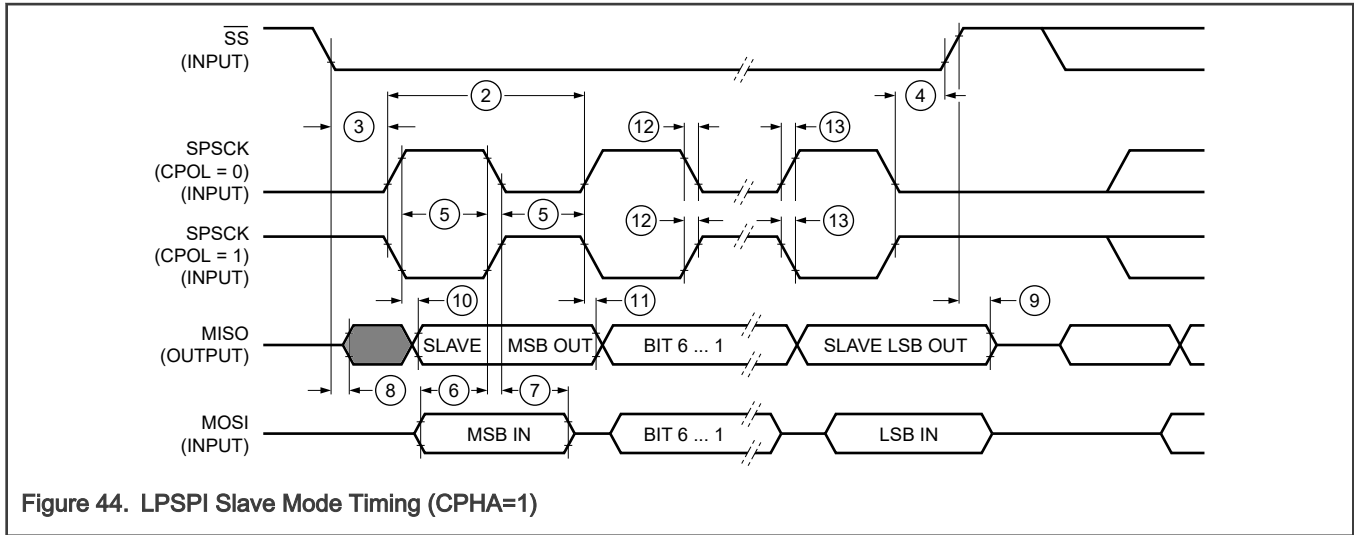 SS
(INPUT)
2
3
4
12
13
SPSCK
(CPOL = 0)
(INPUT)
5
5
12
13
SPSCK
(CPOL = 1)
(INPUT)
10
11
9
MISO
(OUTPUT)
SLAVE
MSB OUT
BIT 6 ... 1
SLAVE LSB OUT
8
6
7
MOSI
(INPUT)
MSB IN
BIT 6 ... 1
LSB IN
Figure 44. LPSPI Slave Mode Timing (CPHA=1)